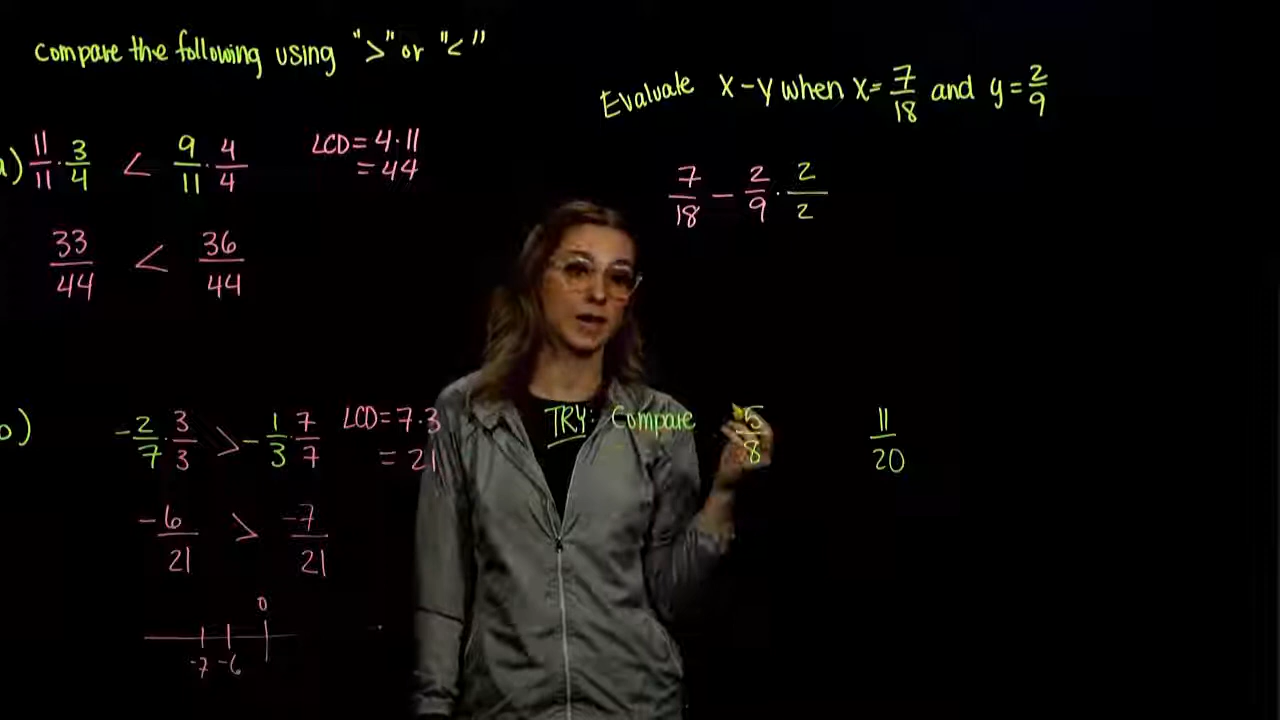 Compare the following using ">" or "<"
a) 11/11 · 3/4 < 9/11 · 4/4
LCD = 4 · 11
= 44
33/44 < 36/44
b) -2/7 · 3/3 > -1/3 · 7/7
LCD = 7 · 3
= 21
-6/21 > -7/21
0
-7 -6
Evaluate x - y when x = 7/18 and y = 2/9
7/18 - 2/9 · 2/2
TRY: Compare 5/8 11/20